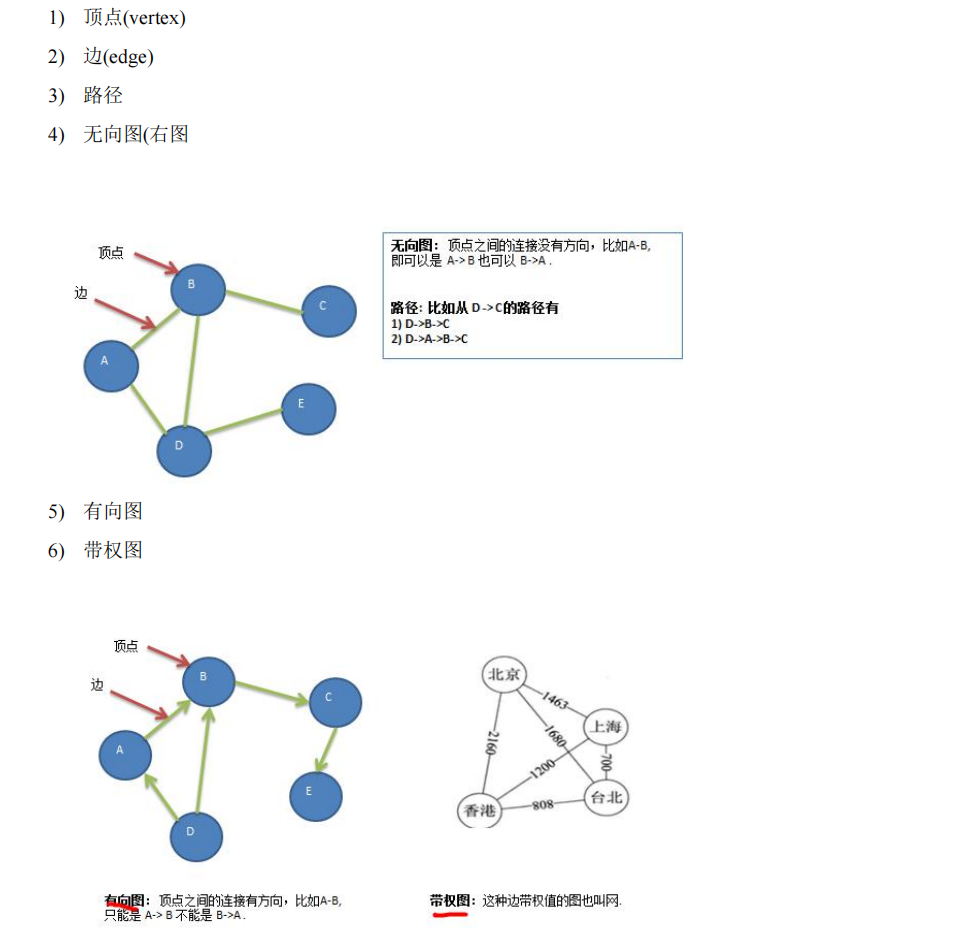 1) 顶点(vertex)
2) 边(edge)
3) 路径
4) 无向图(右图
顶点
边
B
C
A
E
D
无向图：顶点之间的连接没有方向，比如A-B,
即可以是 A-> B 也可以 B->A .
路径: 比如从 D -> C的路径有
1) D->B->C
2) D->A->B->C
5) 有向图
6) 带权图
顶点
边
B
C
A
E
D
北京
1463
上海
2160
1680
700
1200
香港
808
台北
有向图：顶点之间的连接有方向，比如A-B,
只能是 A-> B 不能是 B->A .
带权图：这种边带权值的图也叫网.